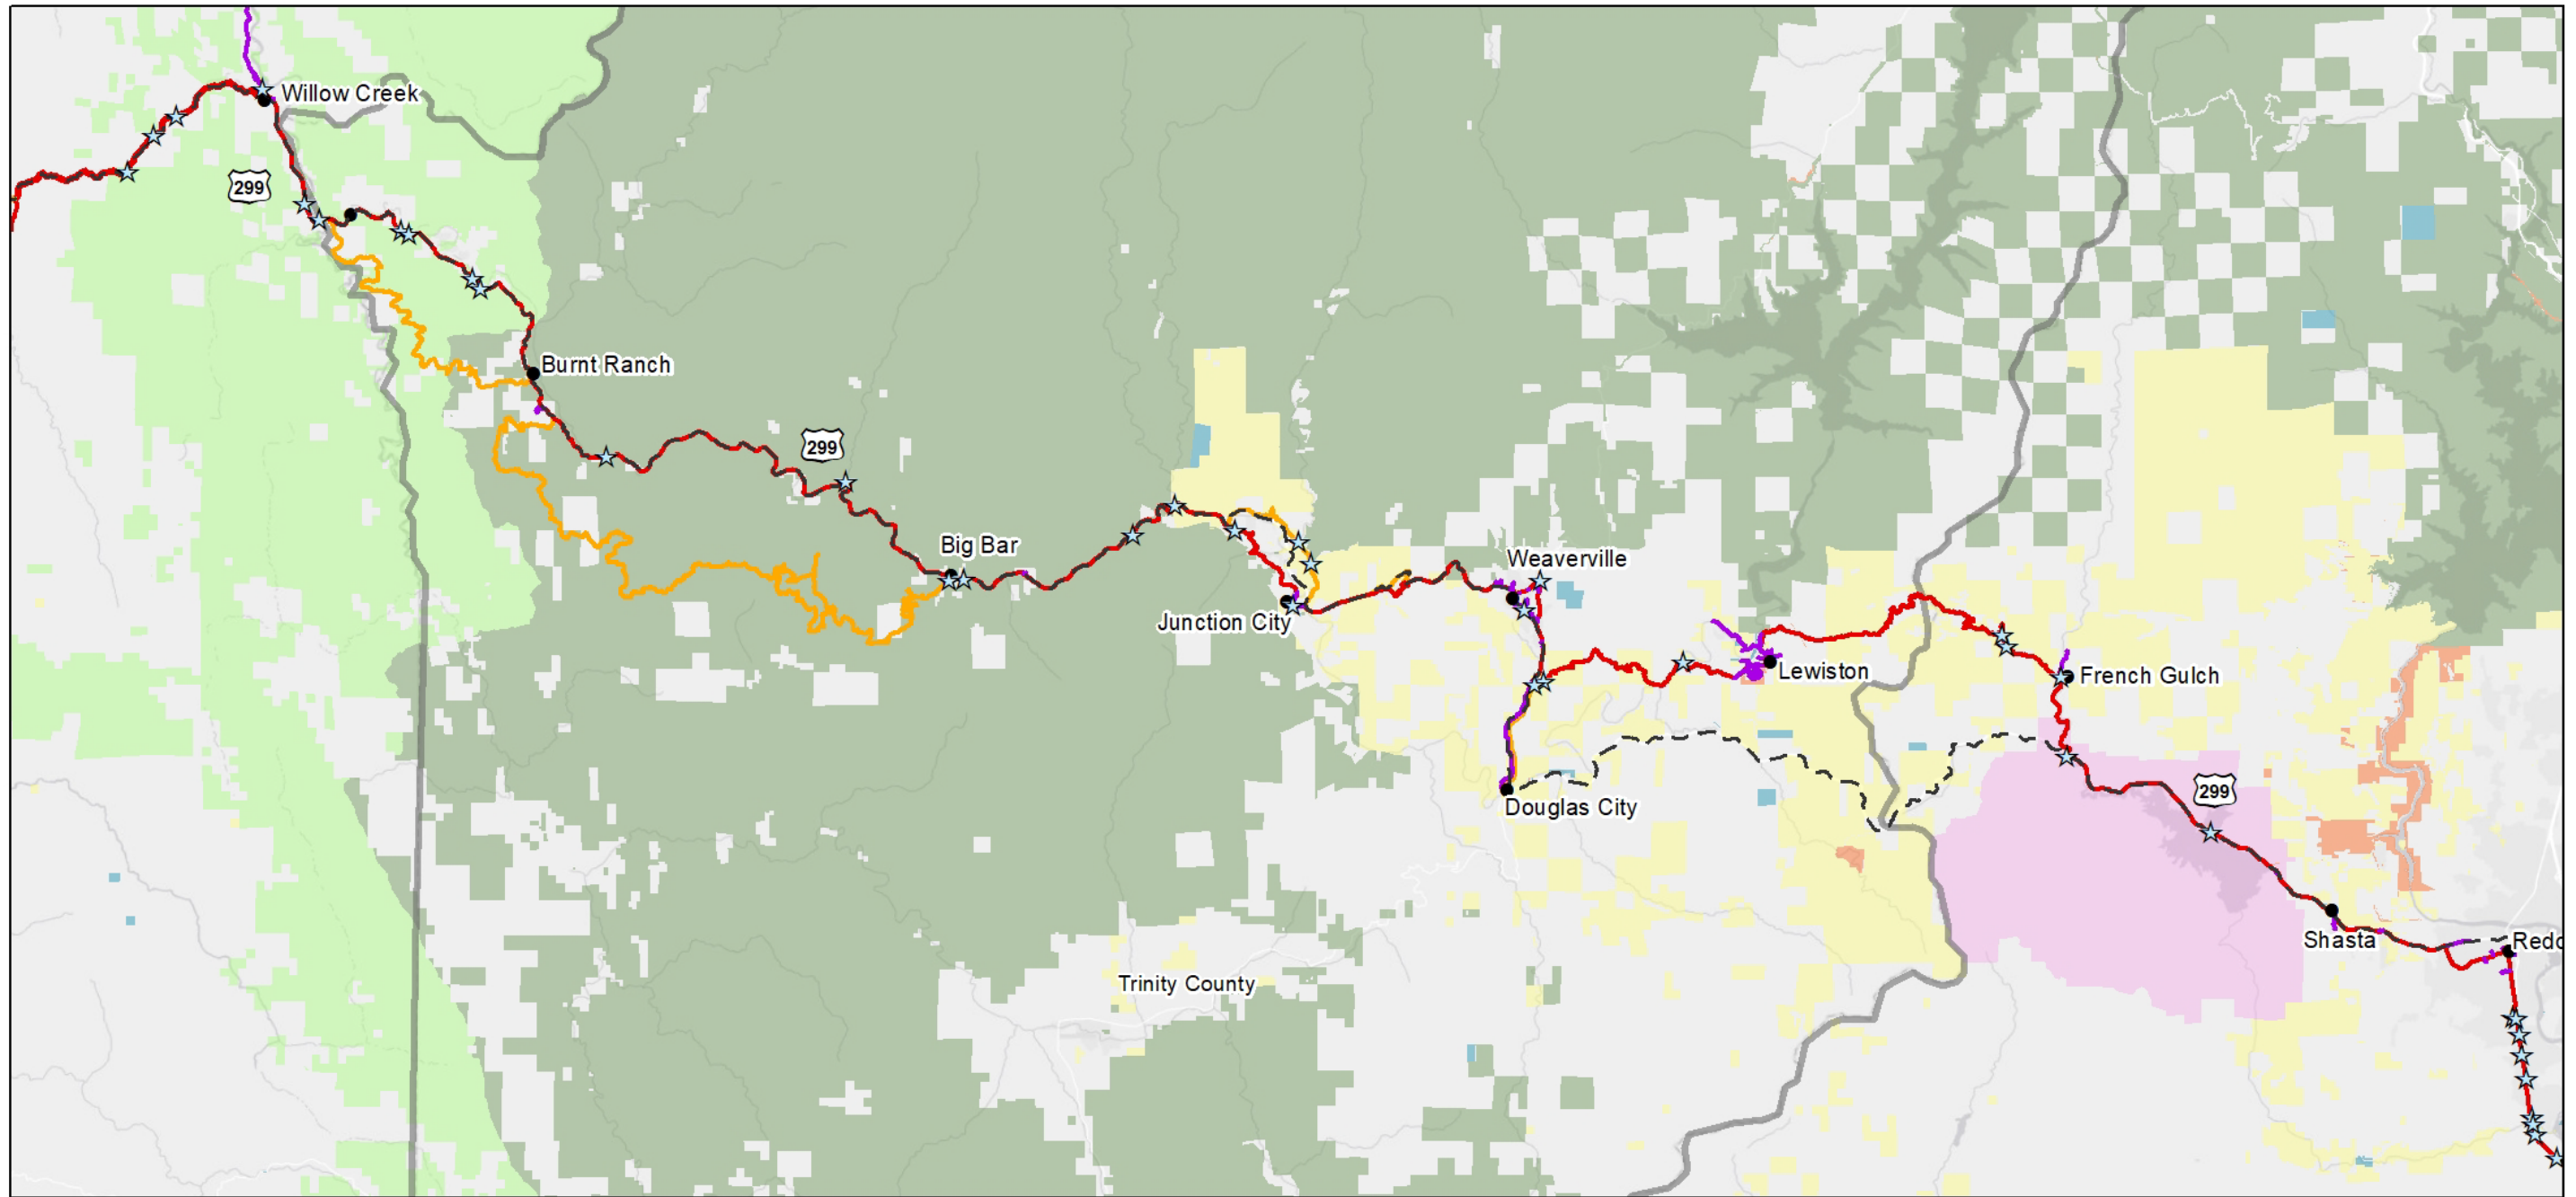 Willow Creek
299
Burnt Ranch
299
Big Bar
Weaverville
Junction City
Lewiston
French Gulch
299
Douglas City
Shasta
Redd
Trinity County